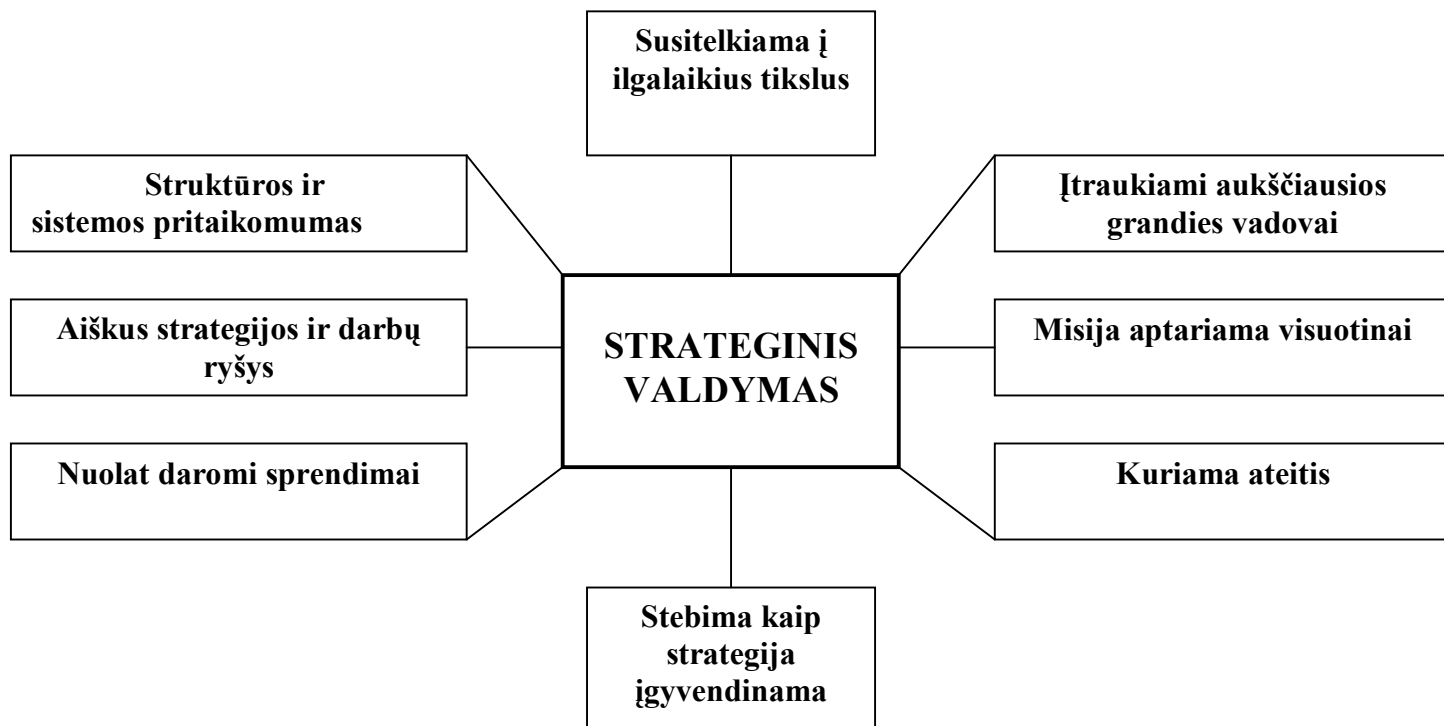 Susitelkiama į
ilgalaikius tikslus
Struktūros ir
sistemos pritaikomumas
Įtraukiami aukščiausios
grandies vadovai
Aiškus strategijos ir darbų
ryšys
STRATEGINIS
VALDYMAS
Misija aptariama visuotinai
Nuolat daromi sprendimai
Kuriama ateitis
Stebima kaip
strategija
įgyvendinama